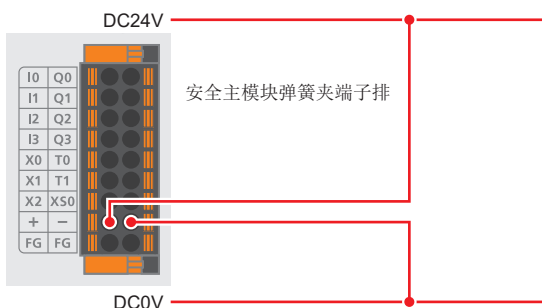 DC24V
安全主模块弹簧夹端子排
I0 Q0
I1 Q1
I2 Q2
I3 Q3
X0 T0
X1 T1
X2 XS0
+ −
FG FG
DC0V